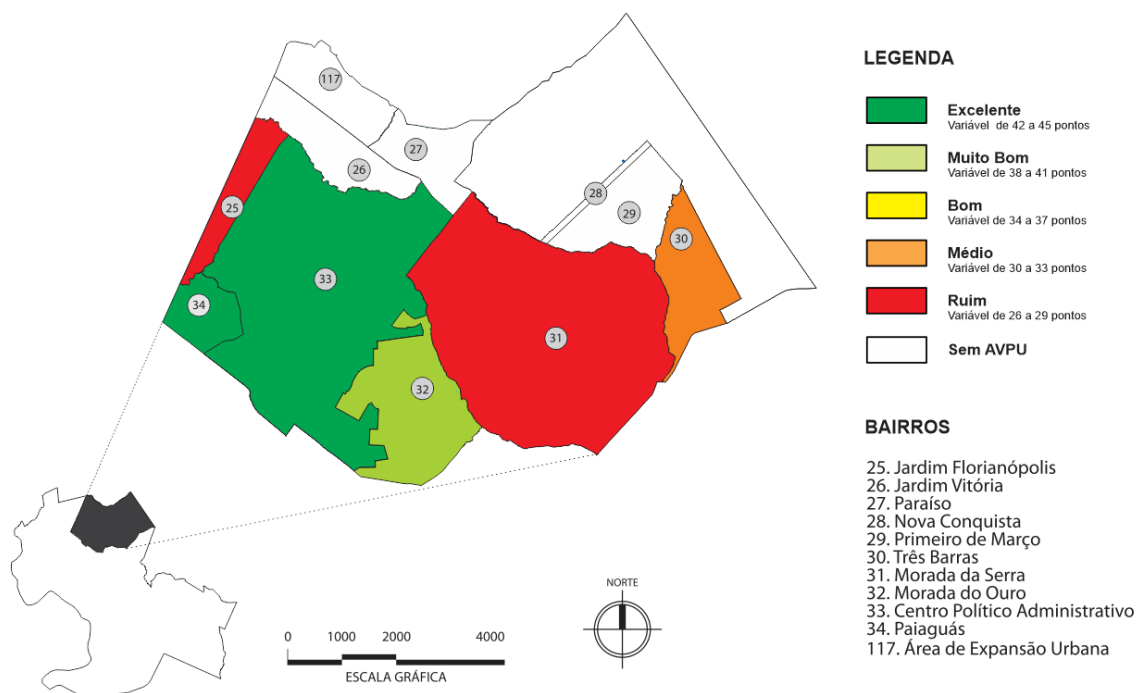 117
27
26
25
28
29
30
33
34
31
32
LEGENDA
Excelente
Variável de 42 a 45 pontos
Muito Bom
Variável de 38 a 41 pontos
Bom
Variável de 34 a 37 pontos
Médio
Variável de 30 a 33 pontos
Ruim
Variável de 26 a 29 pontos
Sem AVPU
BAIRROS
25. Jardim Florianópolis
26. Jardim Vitória
27. Paraíso
28. Nova Conquista
29. Primeiro de Março
30. Três Barras
31. Morada da Serra
32. Morada do Ouro
33. Centro Político Administrativo
34. Paiaguás
117. Área de Expansão Urbana
NORTE
0 1000 2000 4000
ESCALA GRÁFICA